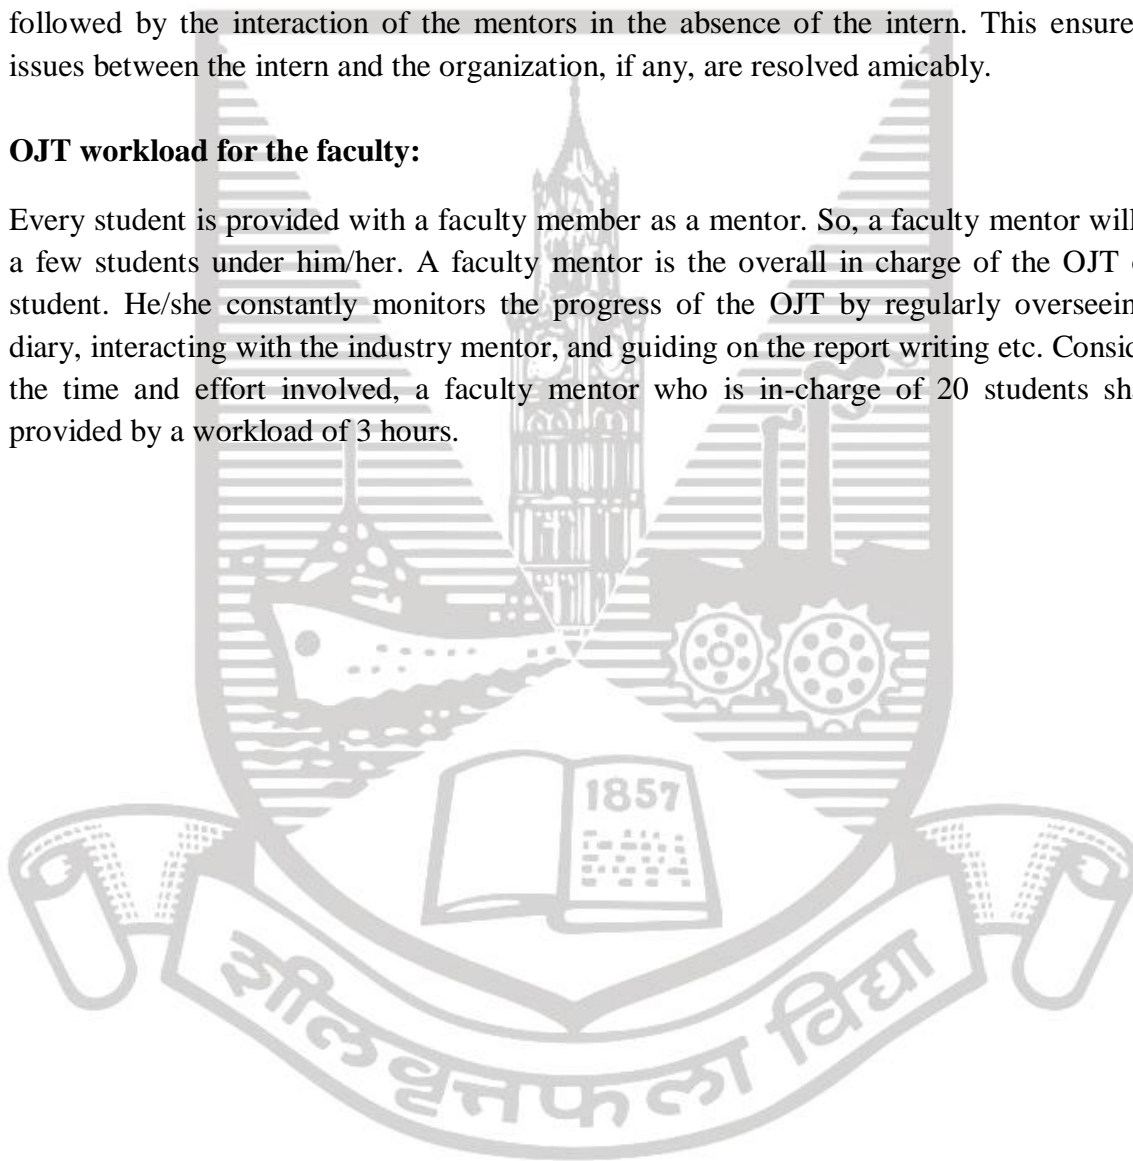 followed by the interaction of the mentors in the absence of the intern. This ensure
issues between the intern and the organization, if any, are resolved amicably.
OJT workload for the faculty:
Every student is provided with a faculty member as a mentor. So, a faculty mentor will
a few students under him/her. A faculty mentor is the overall in charge of the OJT
student. He/she constantly monitors the progress of the OJT by regularly overseein
diary, interacting with the industry mentor, and guiding on the report writing etc. Consid
the time and effort involved, a faculty mentor who is in-charge of 20 students sh
provided by a workload of 3 hours.
1857
शीलवृत्तफला विद्या